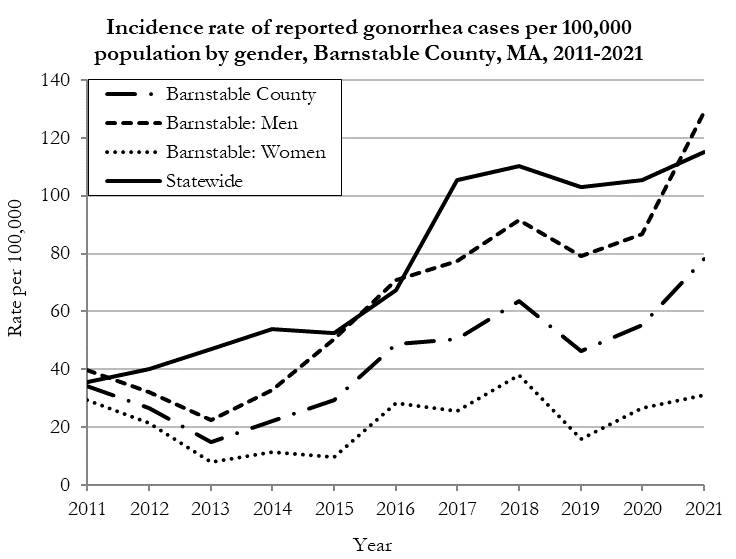 Incidence rate of reported gonorrhea cases per 100,000
population by gender, Barnstable County, MA, 2011-2021
140
120
100
80
60
40
20
0
Rate per 100,000
Barnstable County
Barnstable: Men
Barnstable: Women
Statewide
2011 2012 2013 2014 2015 2016 2017 2018 2019 2020 2021
Year